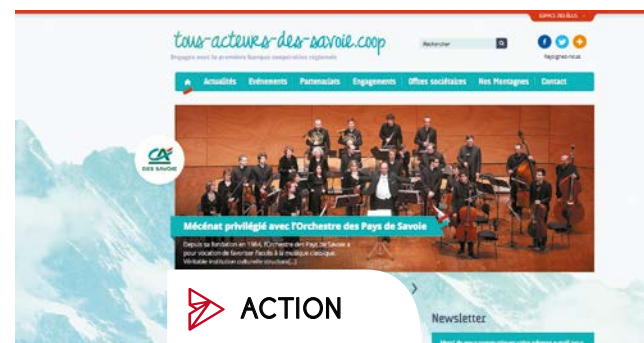 ESPACE DES ÉLUS
tous-acteurs-des-savoie.coop
Engagés avec la première banque coopérative régionale
Rechercher
Rejoignez-nous
Actualités Evénements Partenariats Engagements Offres sociétaires Nos Montagnes Contact
CA
DES SAVOIE
Mécénat privilégié avec l'Orchestre des Pays de Savoie
Depuis sa fondation en 1984, l'Orchestre des Pays de Savoie a
pour vocation de favoriser l'accès à la musique classique.
Véritable institution culturelle structurante[...]
ACTION
Newsletter